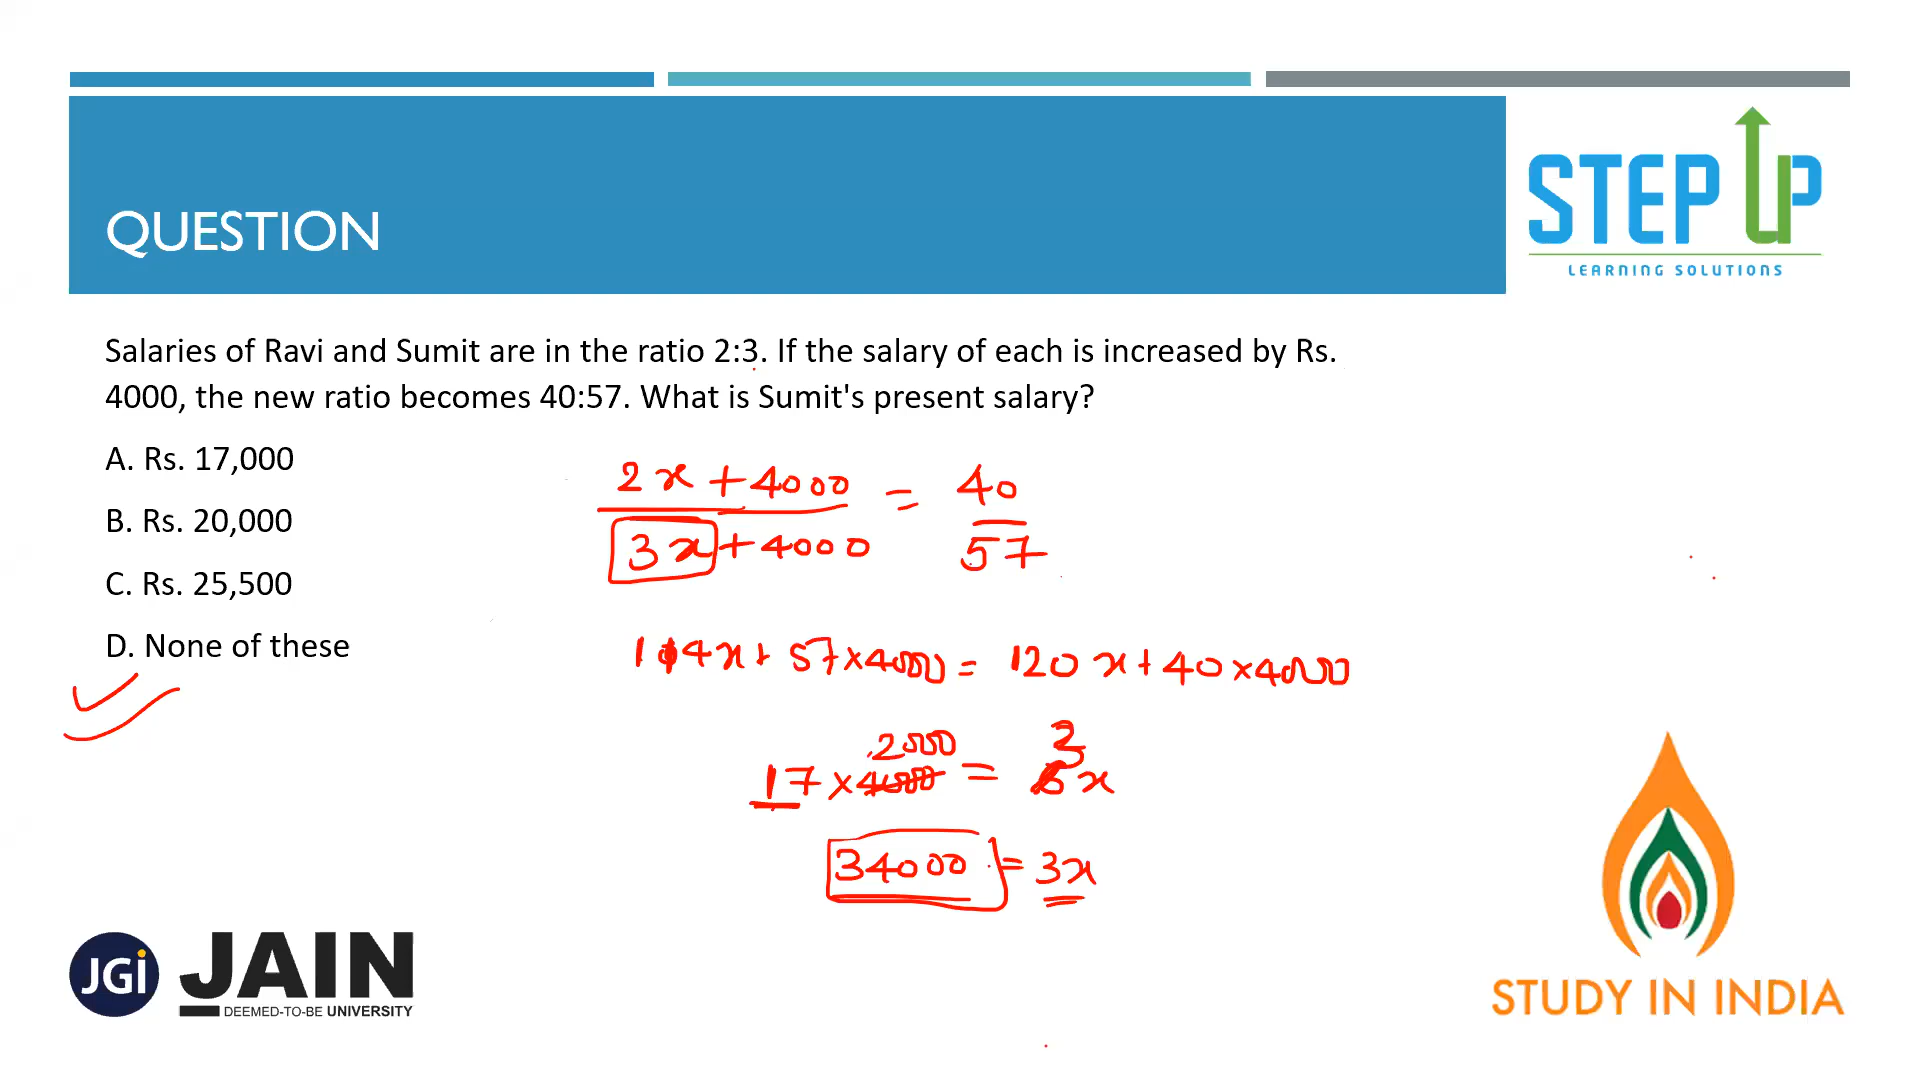 STEP UP
LEARNING SOLUTIONS
QUESTION
Salaries of Ravi and Sumit are in the ratio 2:3. If the salary of each is increased by Rs.
4000, the new ratio becomes 40:57. What is Sumit's present salary?
A. Rs. 17,000
B. Rs. 20,000
C. Rs. 25,500
D. None of these
2x + 4000 = 40
3x + 4000 57
114x + 57 × 4000 = 120x + 40 × 4000
2000 3
17 × 4000 = 6x
34000 = 3x
JGi JAIN
DEEMED-TO-BE UNIVERSITY
STUDY IN INDIA